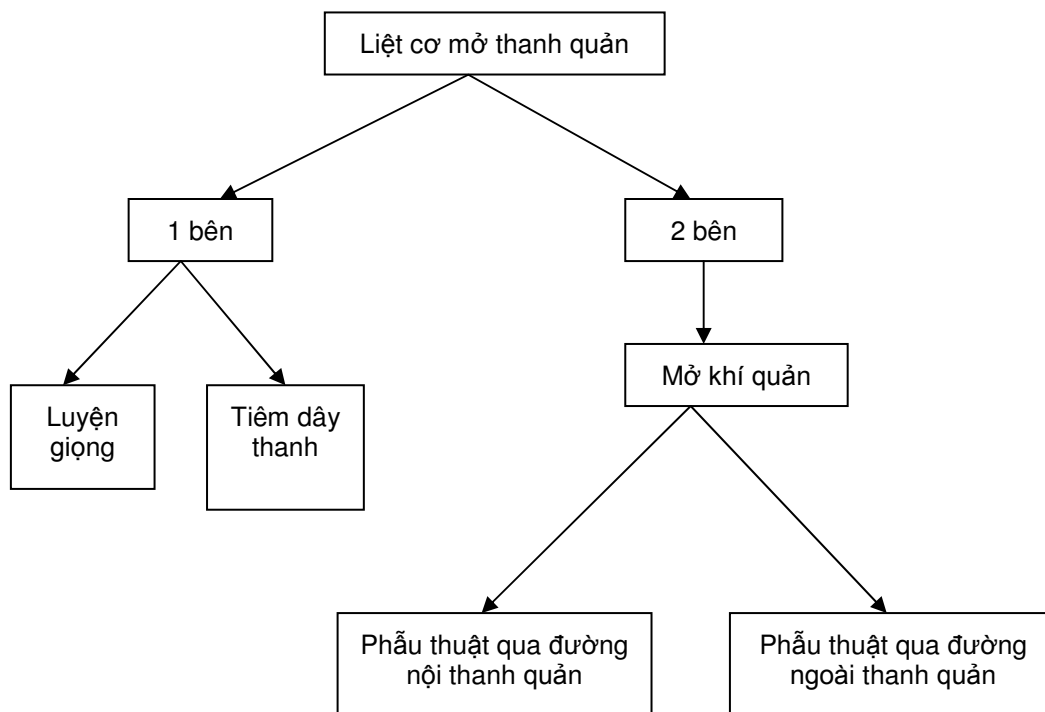 Liệt cơ mở thanh quản
1 bên
2 bên
Mở khí quản
Luyện
giọng
Tiêm dây
thanh
Phẫu thuật qua đường
nội thanh quản
Phẫu thuật qua đường
ngoài thanh quản